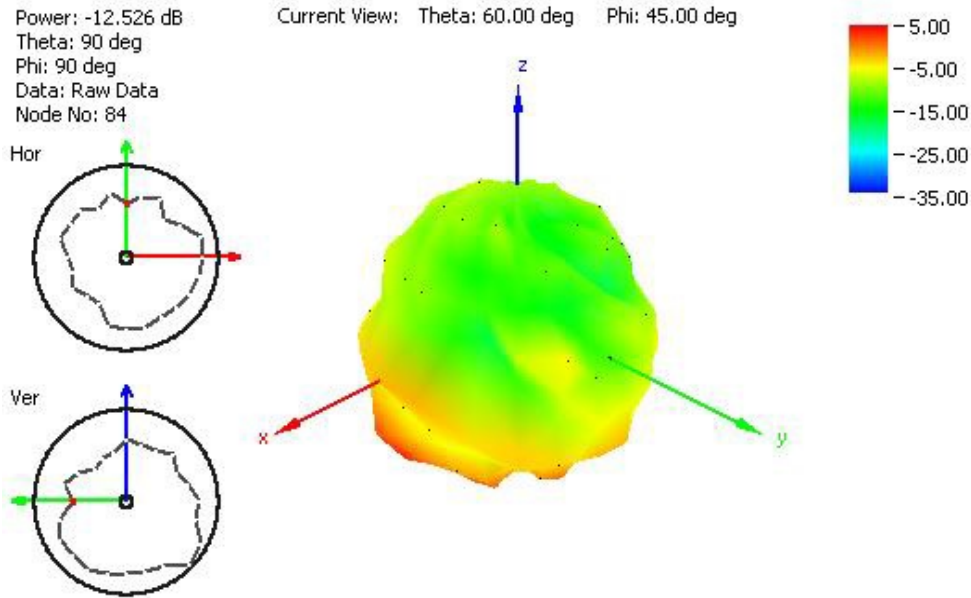 Power: -12.526 dB
Theta: 90 deg
Phi: 90 deg
Data: Raw Data
Node No: 84
Current View: Theta: 60.00 deg Phi: 45.00 deg
Hor
Ver
z
x
y
5.00
-5.00
-15.00
-25.00
-35.00